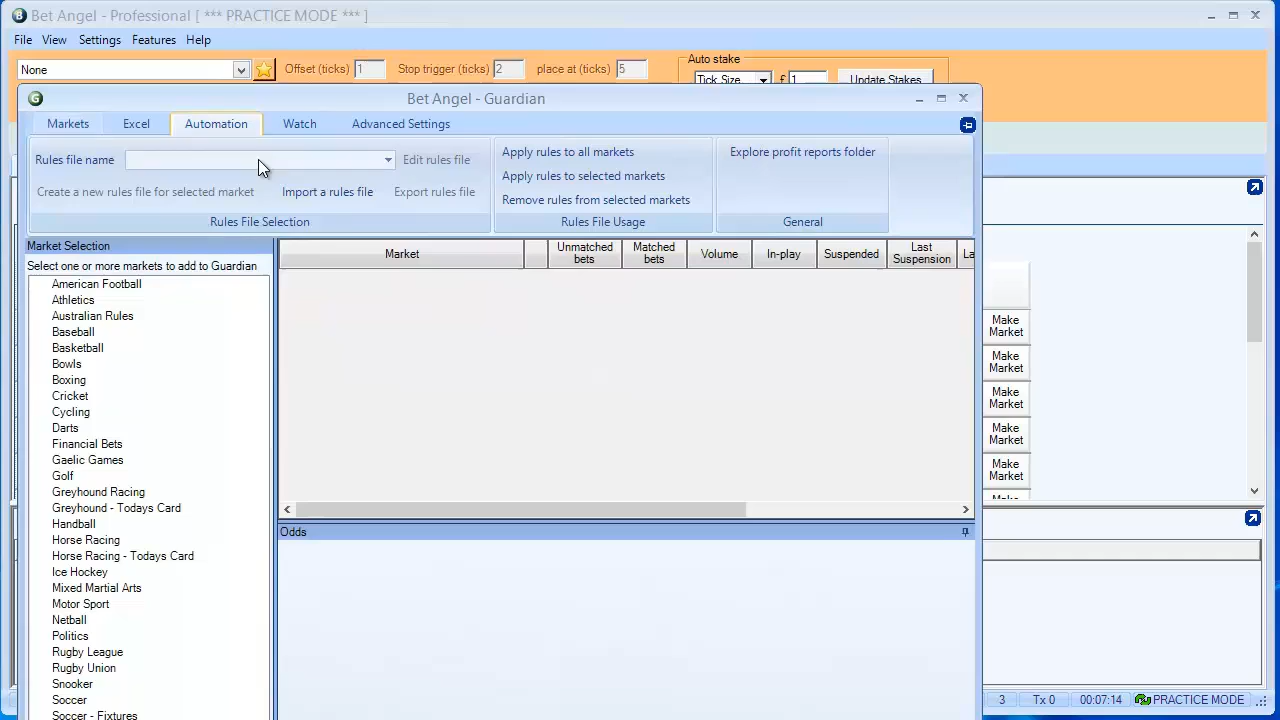 Bet Angel - Professional [ *** PRACTICE MODE *** ]
File View Settings Features Help
None
Offset (ticks) 1 Stop trigger (ticks) 2 place at (ticks) 5
Auto stake
Tick Size £ 1 Update Stakes
Bet Angel - Guardian
Markets Excel Automation Watch Advanced Settings
Rules file name Edit rules file
Create a new rules file for selected market Import a rules file Export rules file
Rules File Selection
Apply rules to all markets
Apply rules to selected markets
Remove rules from selected markets
Rules File Usage
Explore profit reports folder
General
Market Selection
Select one or more markets to add to Guardian
American Football
Athletics
Australian Rules
Baseball
Basketball
Bowls
Boxing
Cricket
Cycling
Darts
Financial Bets
Gaelic Games
Golf
Greyhound Racing
Greyhound - Todays Card
Handball
Horse Racing
Horse Racing - Todays Card
Ice Hockey
Mixed Martial Arts
Motor Sport
Netball
Politics
Rugby League
Rugby Union
Snooker
Soccer
Soccer - Fixtures
Market
Unmatched
bets
Matched
bets
Volume
In-play
Suspended
Last
Suspension
La
Odds
Make
Market
Make
Market
Make
Market
Make
Market
Make
Market
3 Tx 0 00:07:14 PRACTICE MODE